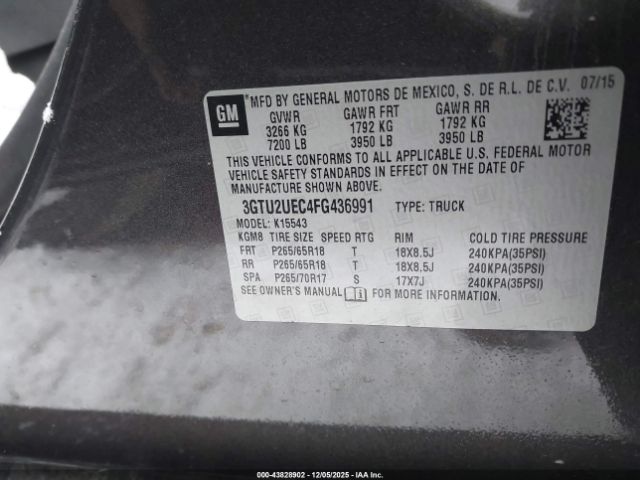 GM
MFD BY GENERAL MOTORS DE MEXICO, S. DE R.L. DE C.V. 07/15
GVWR GAWR FRT GAWR RR
3266 KG 1792 KG 1792 KG
7200 LB 3950 LB 3950 LB
THIS VEHICLE CONFORMS TO ALL APPLICABLE U.S. FEDERAL MOTOR
VEHICLE SAFETY STANDARDS IN EFFECT ON THE DATE OF
MANUFACTURE SHOWN ABOVE.
3GTU2UEC4FG436991 TYPE: TRUCK
MODEL: K15543
KGM8 TIRE SIZE SPEED RTG RIM COLD TIRE PRESSURE
FRT P265/65R18 T 18X8.5J 240KPA(35PSI)
RR P265/65R18 T 18X8.5J 240KPA(35PSI)
SPA P265/70R17 S 17X7J 240KPA(35PSI)
SEE OWNER'S MANUAL FOR MORE INFORMATION.
000-43828902 - 12/05/2025 - IAA Inc.